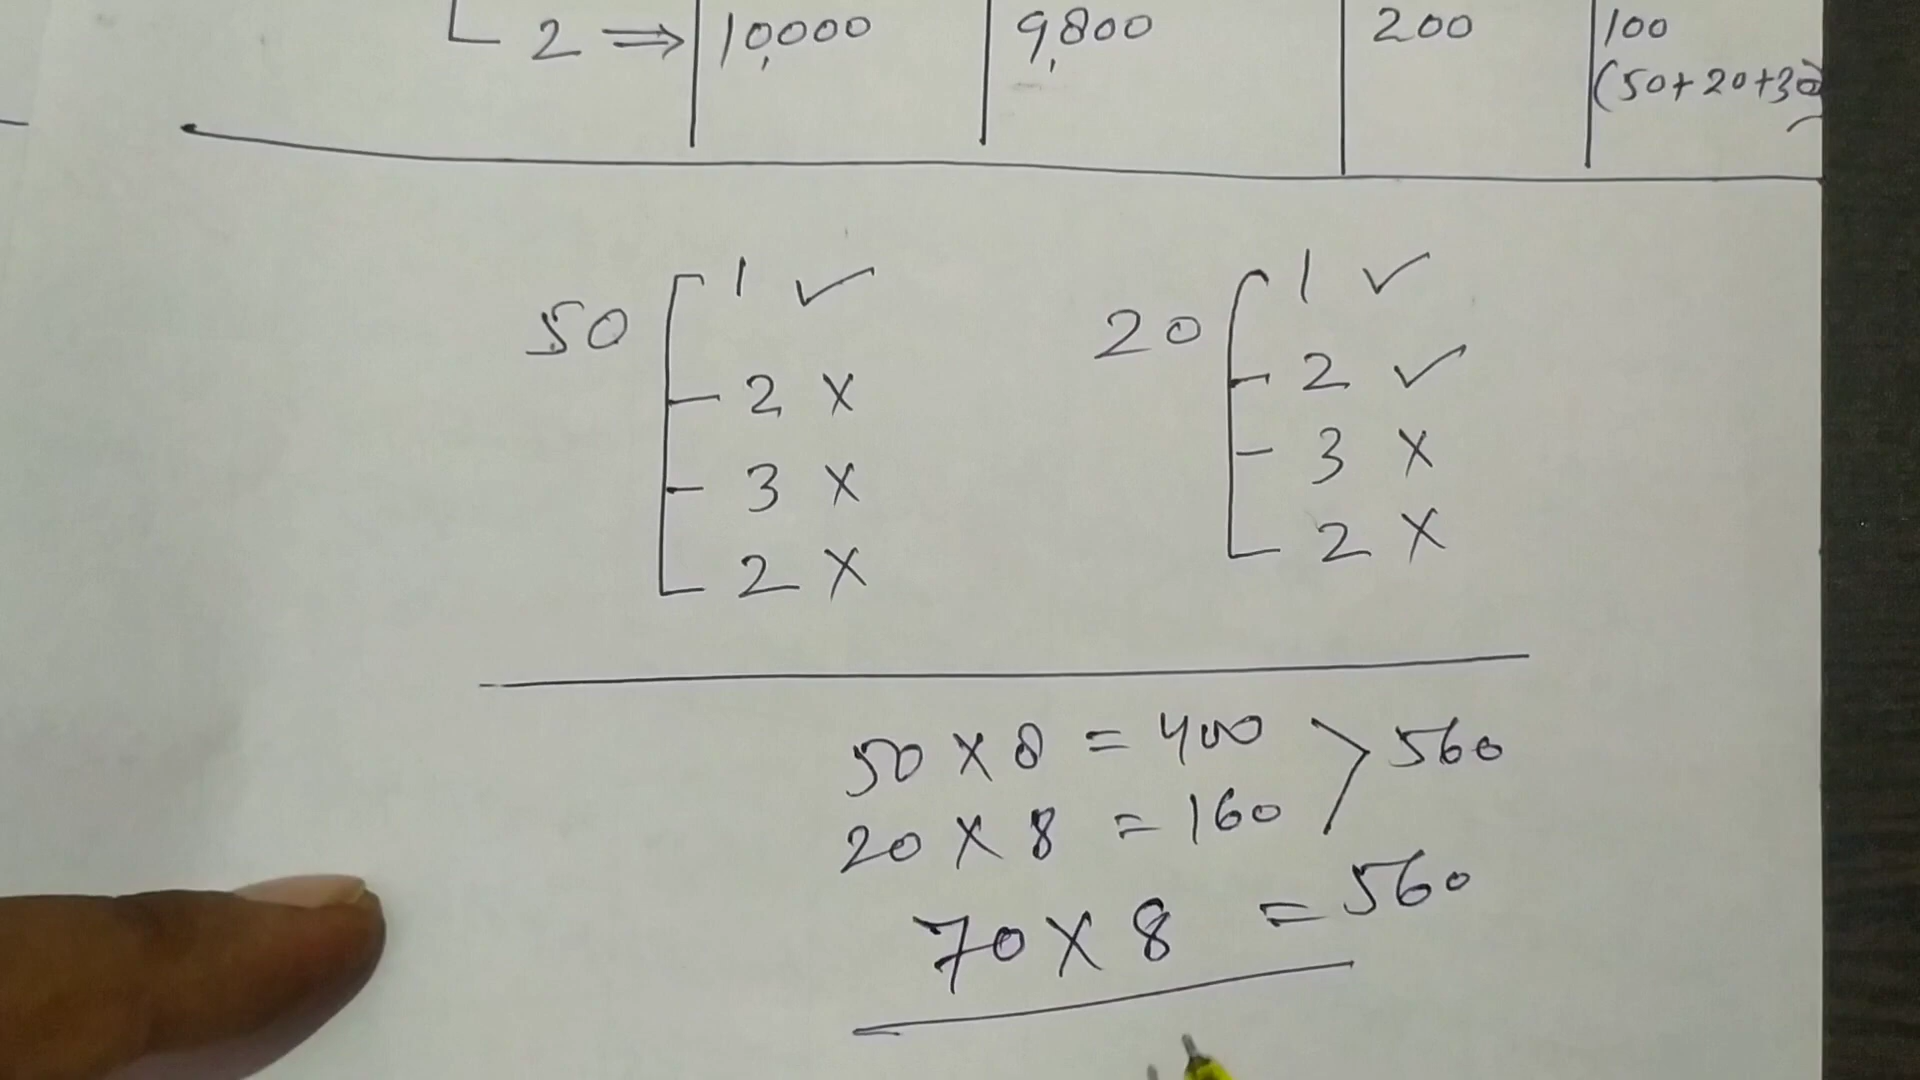 2 ⇒ 10,000 9,800 200 100
(50+20+30
50 1 ✓
2 X
3 X
2 X
20 1 ✓
2 ✓
3 X
2 X
50 X 8 = 400 > 560
20 X 8 = 160
70 X 8 = 560